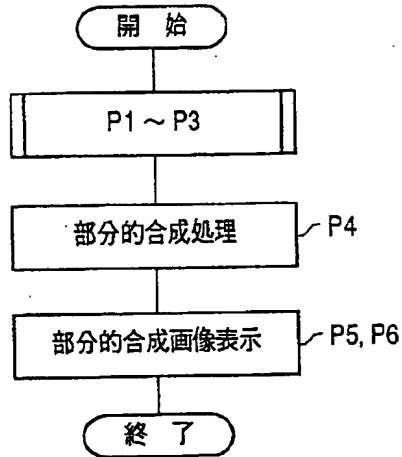 開 始
P1 ～ P3
部分的合成処理
P4
部分的合成画像表示
P5, P6
終 了